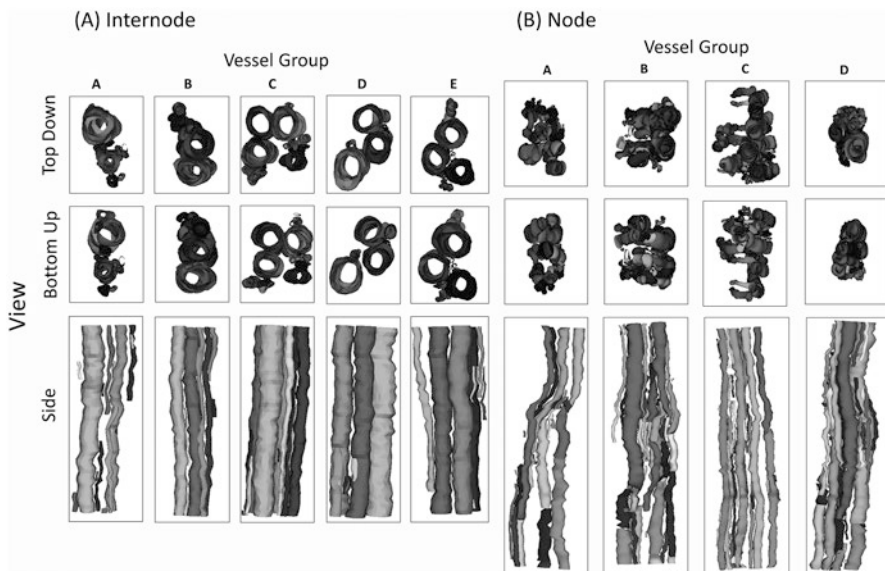 (A) Internode
(B) Node
Vessel Group
Vessel Group
A B C D E
A B C D
View
Top Down
Bottom Up
Side